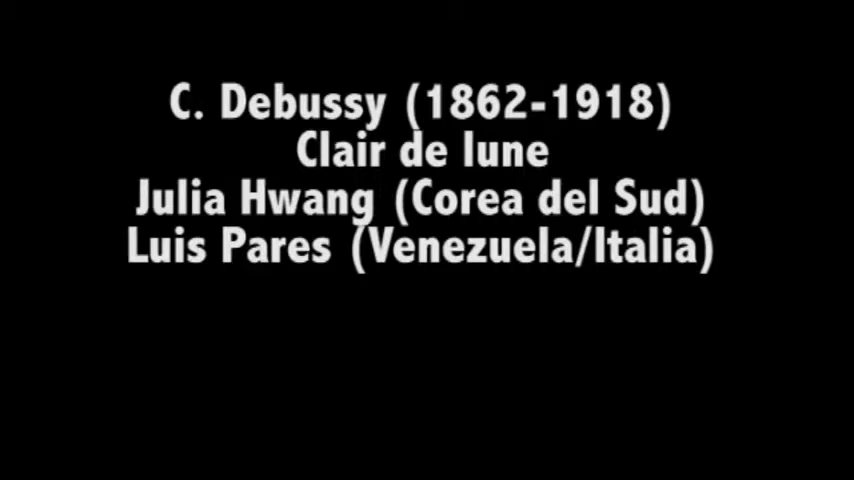 C. Debussy (1862-1918)
Clair de lune
Julia Hwang (Corea del Sud)
Luis Pares (Venezuela/Italia)